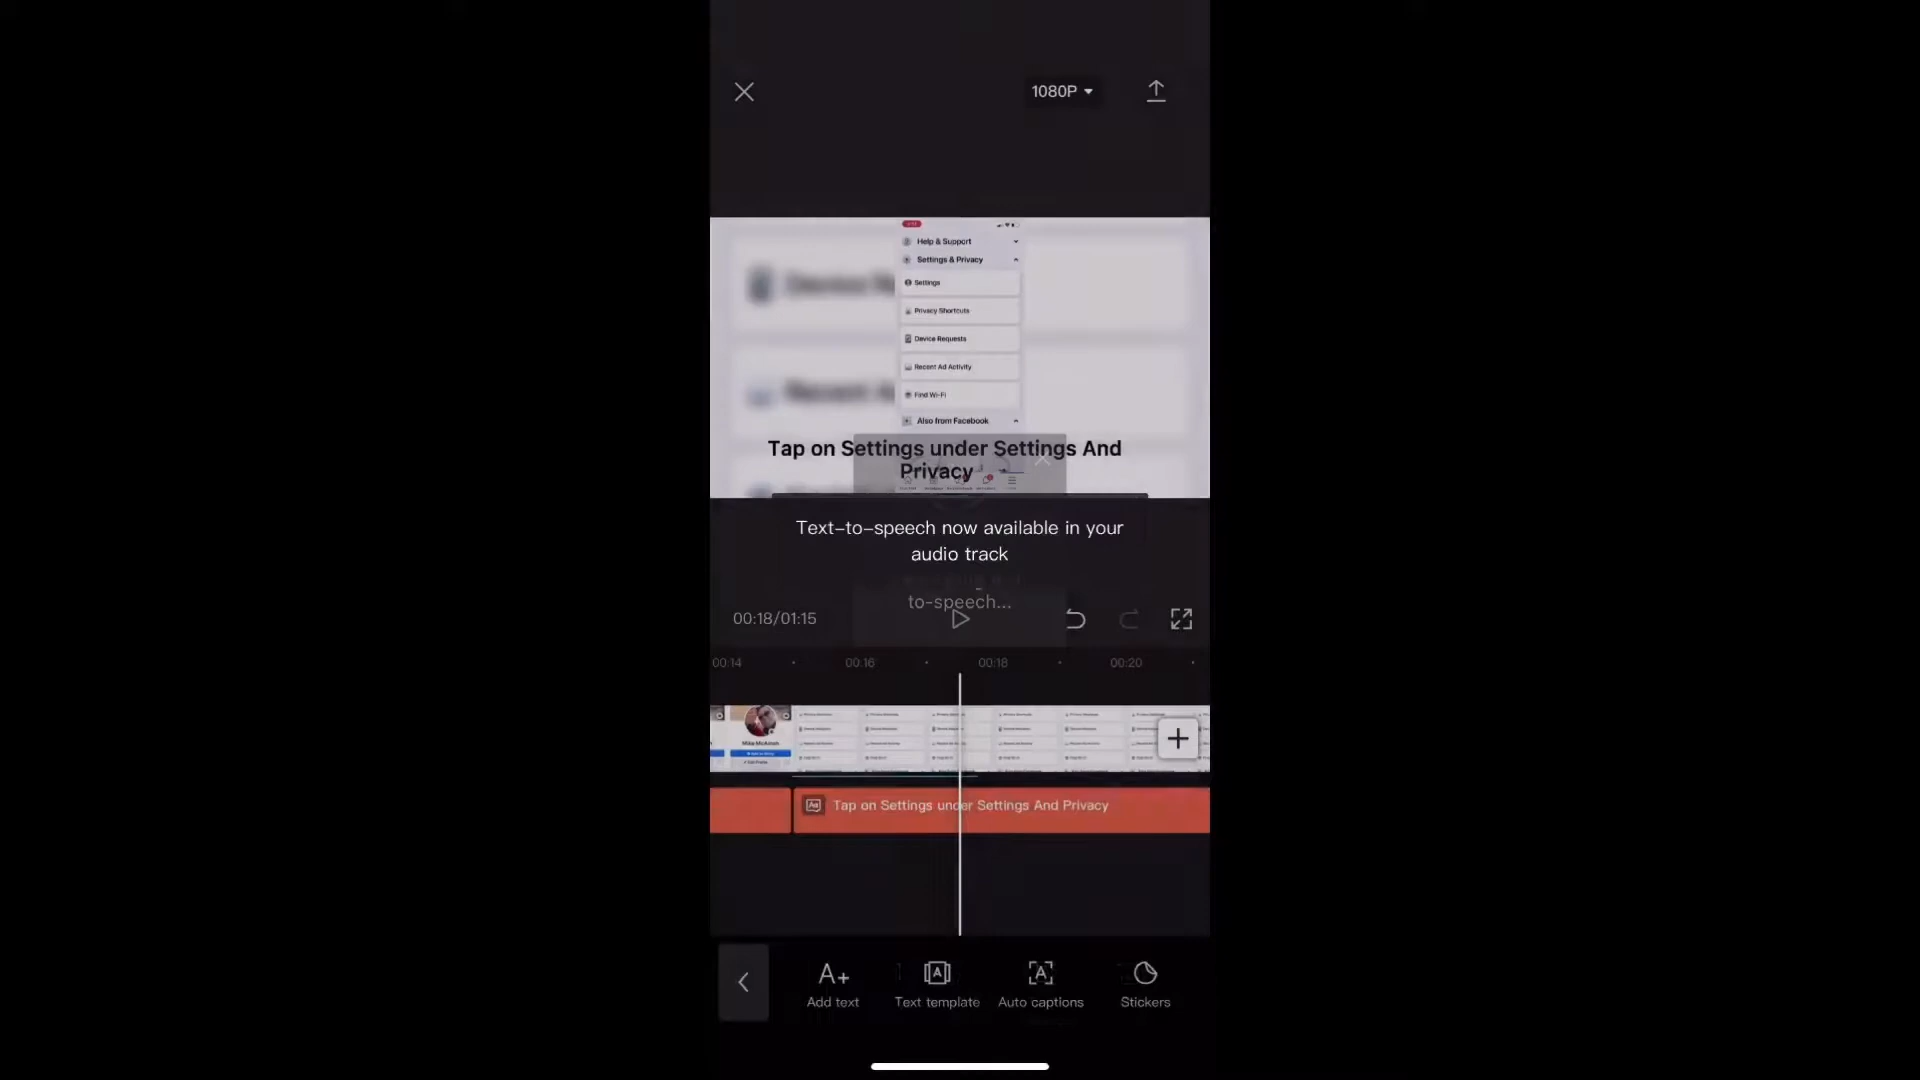 1080P
Help & Support
Settings & Privacy
Settings
Privacy Shortcuts
Device Requests
Recent Ad Activity
Find Wi-Fi
Also from Facebook
Tap on Settings under Settings And
Privacy
Text-to-speech now available in your
audio track
to-speech...
00:18/01:15
00:14
00:16
00:18
00:20
Tap on Settings under Settings And Privacy
Add text
Text template
Auto captions
Stickers